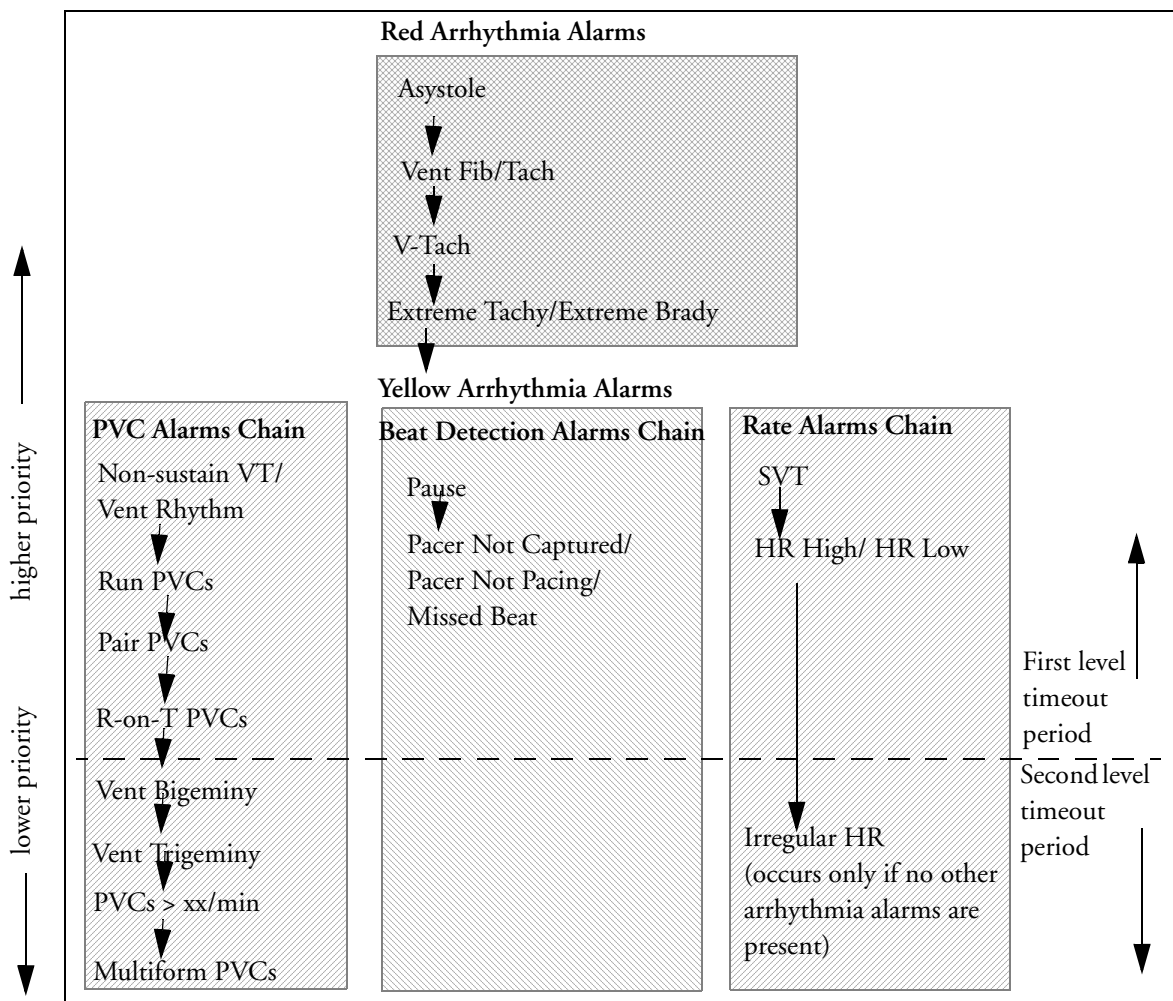 Red Arrhythmia Alarms
Asystole
Vent Fib/Tach
V-Tach
Extreme Tachy/Extreme Brady
Yellow Arrhythmia Alarms
PVC Alarms Chain
Non-sustain VT/
Vent Rhythm
Run PVCs
Pair PVCs
R-on-T PVCs
Vent Bigeminy
Vent Trigeminy
PVCs > xx/min
Multiform PVCs
Beat Detection Alarms Chain
Pause
Pacer Not Captured/
Pacer Not Pacing/
Missed Beat
Rate Alarms Chain
SVT
HR High/ HR Low
Irregular HR
(occurs only if no other
arrhythmia alarms are
present)
higher priority
lower priority
First level
timeout
period
Second level
timeout
period